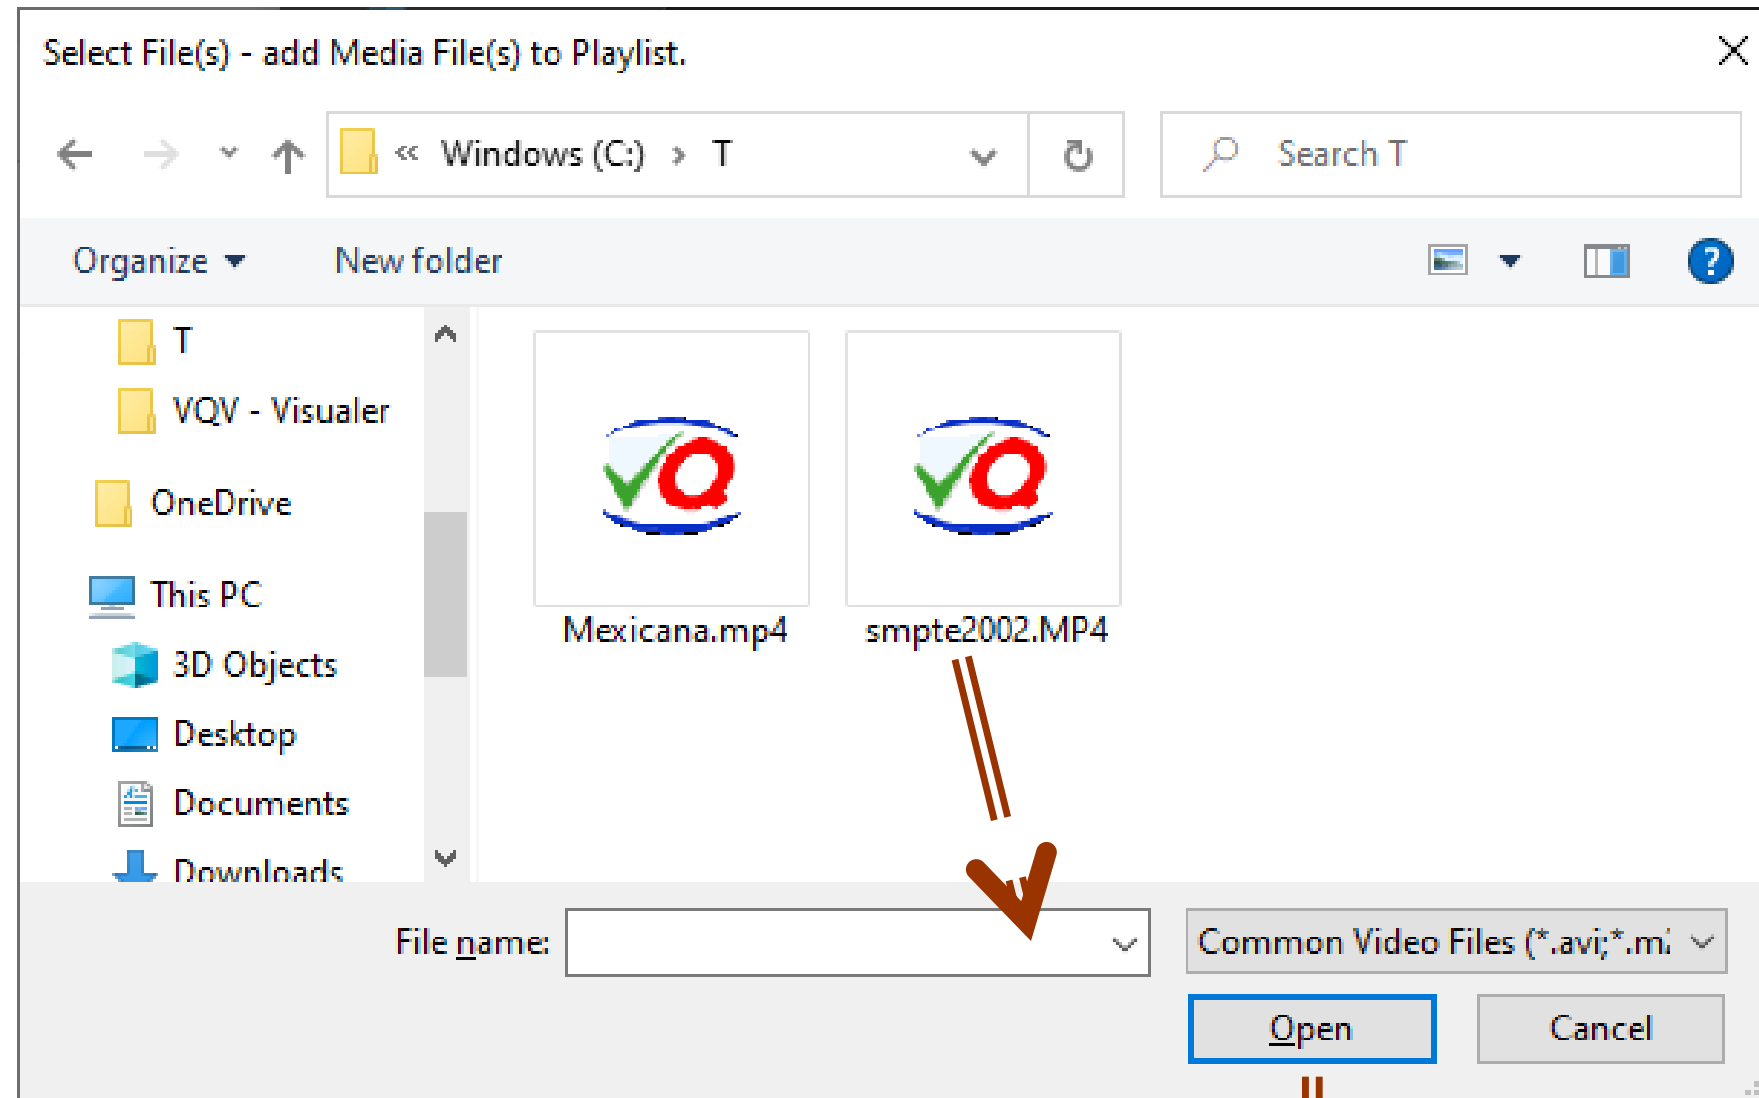 Select File(s) - add Media File(s) to Playlist.
« Windows (C:) > T
Search T
Organize
New folder
?
T
VQV - Visualer
OneDrive
This PC
3D Objects
Desktop
Documents
Downloads
Mexicana.mp4
smpte2002.MP4
File name:
Common Video Files (*.avi;*.m
Open
Cancel